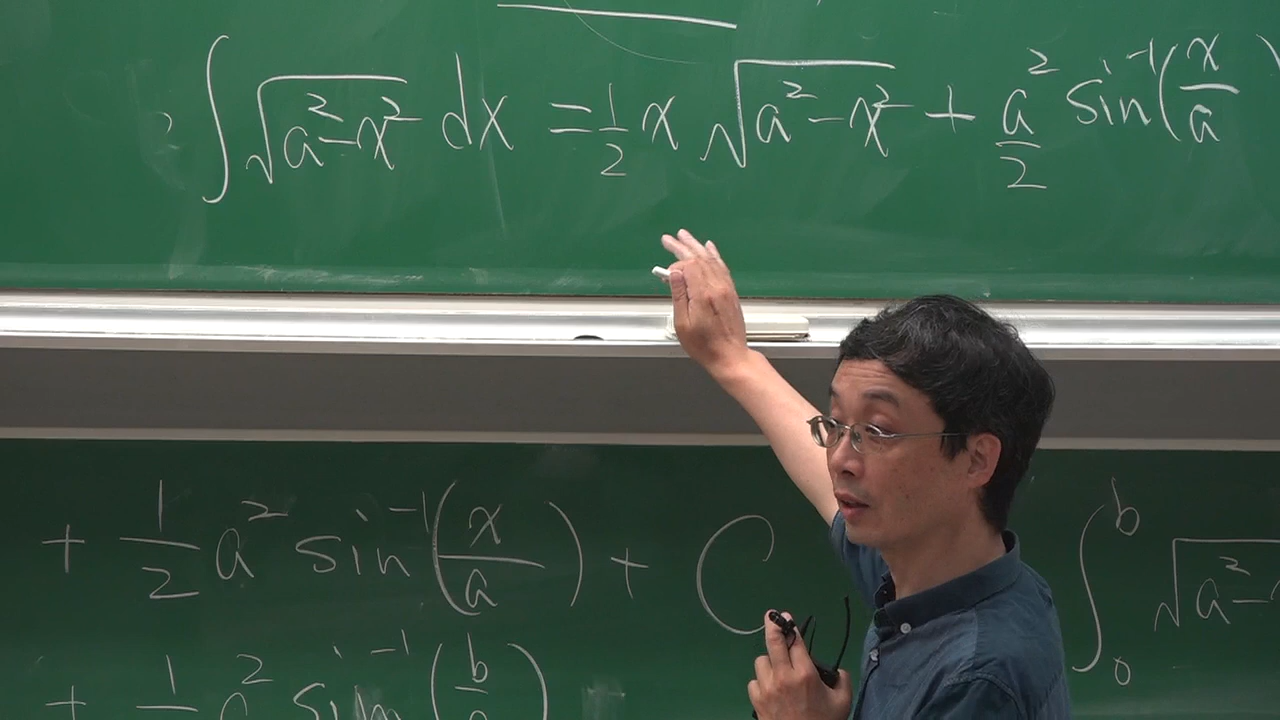 ∫ √(a²-x²) dx = 1/2 x √(a²-x²) + a²/2 sin⁻¹(x/a)
+ 1/2 a² sin⁻¹(x/a) + C
∫₀ᵇ √a²-
+ 1/2 a² sin⁻¹(b/a)